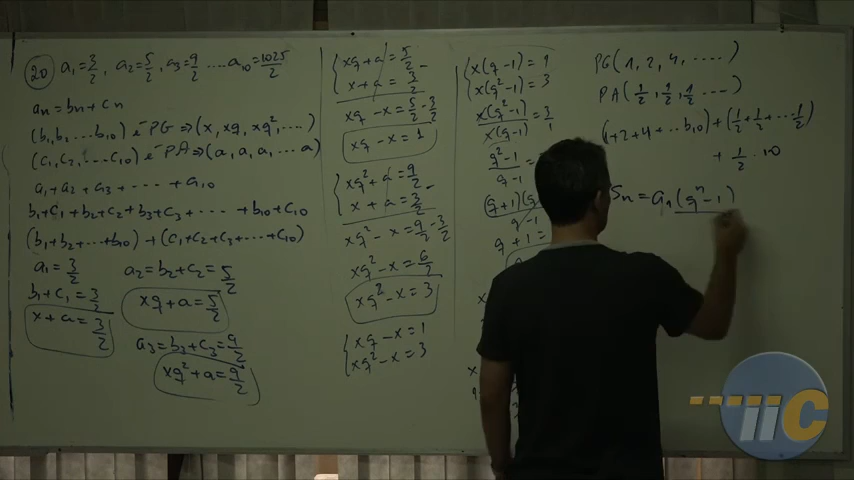 20 a₁=3/2, a₂=5/2, a₃=9/2 ....a₁₀=1025/2
aₙ=bₙ+cₙ
(b₁,b₂...b₁₀) é PG⇒(x,xq,xq²,....)
(c₁,c₂,...c₁₀) é PA⇒(a,a,a,...a)
a₁+a₂+a₃+....+a₁₀
b₁+c₁+b₂+c₂+b₃+c₃+...+b₁₀+c₁₀
(b₁+b₂+...+b₁₀)+(c₁+c₂+c₃+...c₁₀)
a₁=3/2
b₁+c₁=3/2
x+a=3/2
a₂=b₂+c₂=5/2
xq+a=5/2
a₃=b₃+c₃=9/2
xq²+a=9/2
xq+a=5/2
x+a=3/2 -
xq-x=5/2-3/2
xq-x=1
xq²+a=9/2
x+a=3/2 -
xq²-x=9/2-3/2
xq²-x=6/2
xq²-x=3
xq-x=1
xq²-x=3
x(q-1)=1
x(q²-1)=3
x(q²-1)/x(q-1)=3/1
q²-1/q-1=
(q+1)
q-1
q+1=
PG(1,2,4,....)
PA(1/2,1/2,1/2....)
(1+2+4+..b₁₀)+(1/2+1/2+...1/2)
+1/2.10
Sₙ=a₁(qⁿ-1)
IIC